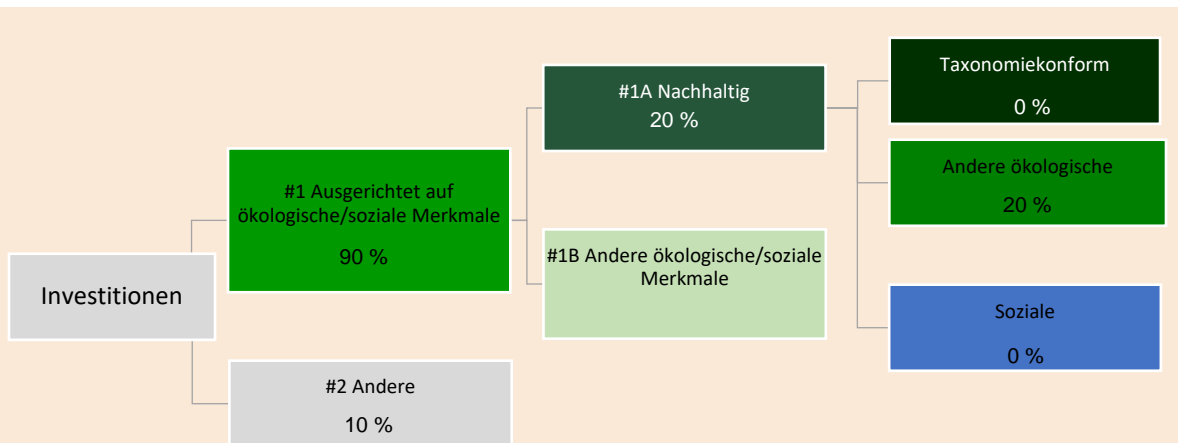 Investitionen
#1 Ausgerichtet auf
ökologische/soziale Merkmale
90 %
#2 Andere
10 %
#1A Nachhaltig
20 %
#1B Andere ökologische/soziale
Merkmale
Taxonomiekonform
0 %
Andere ökologische
20 %
Soziale
0 %